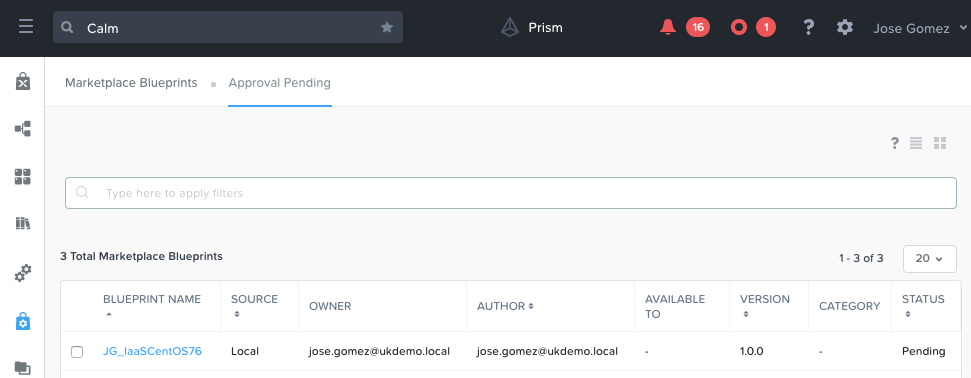 Calm
Prism
16
1
?
Jose Gomez
Marketplace Blueprints
Approval Pending
?
Type here to apply filters
3 Total Marketplace Blueprints
1 - 3 of 3
20
BLUEPRINT NAME
SOURCE
OWNER
AUTHOR
AVAILABLE
TO
VERSION
CATEGORY
STATUS
JG_IaaSCentOS76
Local
jose.gomez@ukdemo.local
jose.gomez@ukdemo.local
-
1.0.0
-
Pending